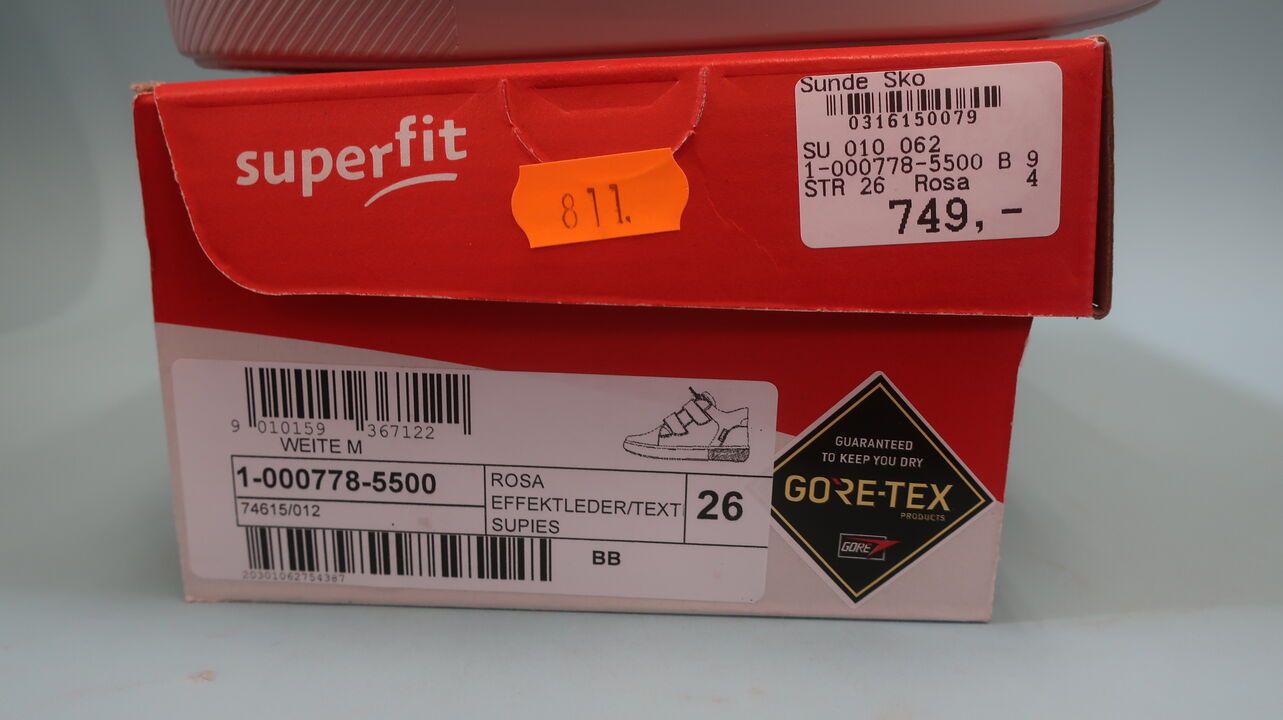 superfit
811.
Sunde Sko
0316150079
SU 010 062
1-000778-5500 B 9
STR 26 Rosa 4
749,-
9 010159 367122
WEITE M
1-000778-5500
74615/012
ROSA
EFFEKTLEDER/TEXT
SUPIES
26
BB
20301062754387
GUARANTEED
TO KEEP YOU DRY
GORE-TEX
PRODUCTS
GORE